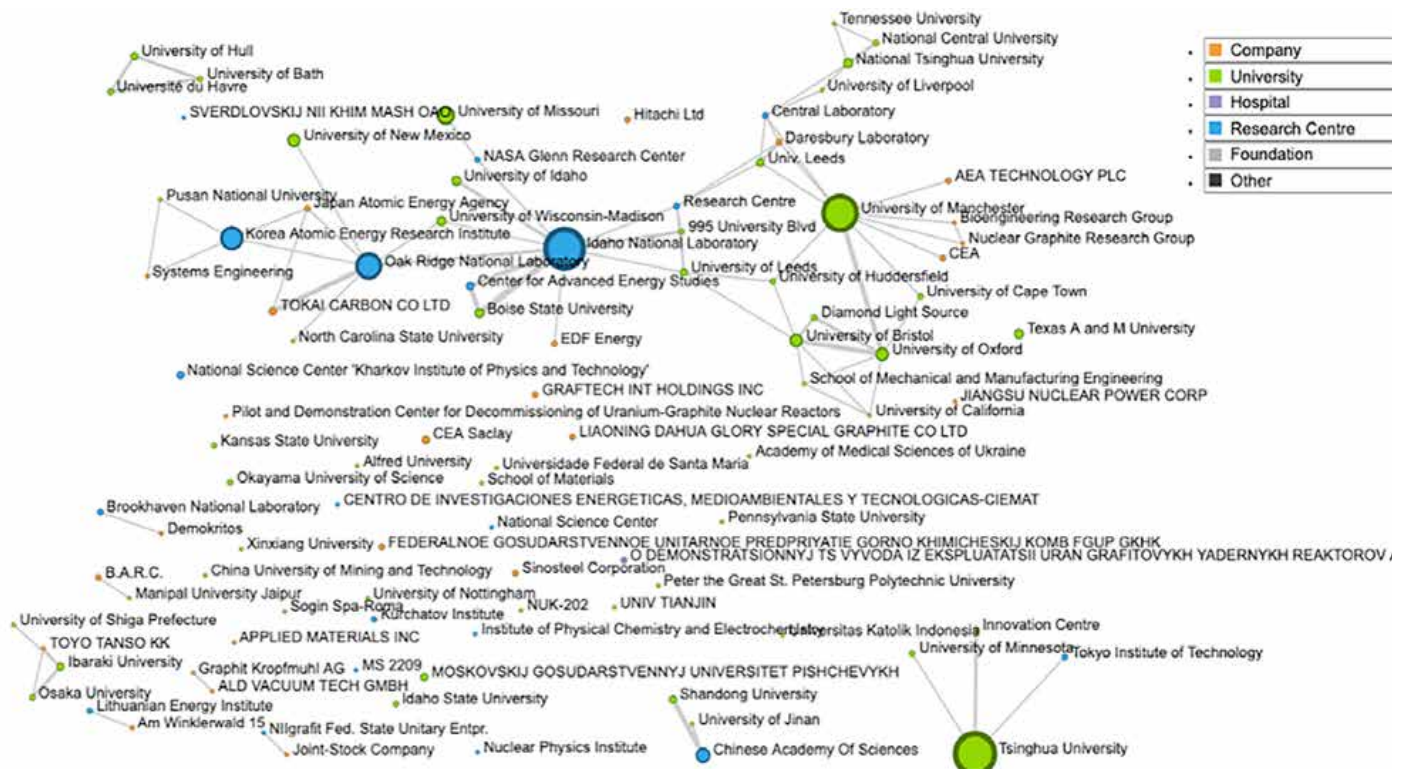 Tennessee University
National Central University
University of Hull
National Tsinghua University
University of Bath
Université du Havre
University of Liverpool
SVERDLOVSKIJ NII KHIM MASH OAO
University of Missouri
Hitachi Ltd
Central Laboratory
University of New Mexico
Daresbury Laboratory
NASA Glenn Research Center
Univ. Leeds
University of Idaho
AEA TECHNOLOGY PLC
Pusan National University
Japan Atomic Energy Agency
Research Centre
University of Manchester
University of Wisconsin-Madison
Bioengineering Research Group
995 University Blvd
Korea Atomic Energy Research Institute
Idaho National Laboratory
Nuclear Graphite Research Group
CEA
Oak Ridge National Laboratory
University of Leeds
Systems Engineering
Center for Advanced Energy Studies
University of Huddersfield
University of Cape Town
TOKAI CARBON CO LTD
Boise State University
Diamond Light Source
Texas A and M University
North Carolina State University
EDF Energy
University of Bristol
University of Oxford
National Science Center 'Kharkov Institute of Physics and Technology'
School of Mechanical and Manufacturing Engineering
GRAFTECH INT HOLDINGS INC
JIANGSU NUCLEAR POWER CORP
Pilot and Demonstration Center for Decommissioning of Uranium-Graphite Nuclear Reactors
University of California
Kansas State University
CEA Saclay
LIAONING DAHUA GLORY SPECIAL GRAPHITE CO LTD
Academy of Medical Sciences of Ukraine
Alfred University
Universidade Federal de Santa Maria
Okayama University of Science
School of Materials
Brookhaven National Laboratory
CENTRO DE INVESTIGACIONES ENERGETICAS, MEDIOAMBIENTALES Y TECNOLOGICAS-CIEMAT
Demokritos
National Science Center
Pennsylvania State University
Xinxiang University
FEDERALNOE GOSUDARSTVENNOE UNITARNOE PREDPRIYATIE GORNO KHIMICHESKIJ KOMB FGUP GKHK
O DEMONSTRATSIONNYJ TS VYVODA IZ EKSPLUATATSII URAN GRAFITOVYKH YADERNYKH REAKTOROV
B.A.R.C.
China University of Mining and Technology
Sinosteel Corporation
Peter the Great St. Petersburg Polytechnic University
Manipal University Jaipur
University of Nottingham
Sogin Spa-Roma
Kurchatov Institute
NUK-202
UNIV TIANJIN
University of Shiga Prefecture
Institute of Physical Chemistry and Electrochemistry
Universitas Katolik Indonesia
Innovation Centre
TOYO TANSO KK
APPLIED MATERIALS INC
University of Minnesota
Tokyo Institute of Technology
Ibaraki University
Graphit Kropfmuhl AG
MS 2209
MOSKOVSKIJ GOSUDARSTVENNYJ UNIVERSITET PISHCHEVYKH
Osaka University
ALD VACUUM TECH GMBH
Idaho State University
Shandong University
Lithuanian Energy Institute
University of Jinan
Am Winklerwald 15
NIIgrafit Fed. State Unitary Entpr.
Joint-Stock Company
Nuclear Physics Institute
Chinese Academy Of Sciences
Tsinghua University
Company
University
Hospital
Research Centre
Foundation
Other